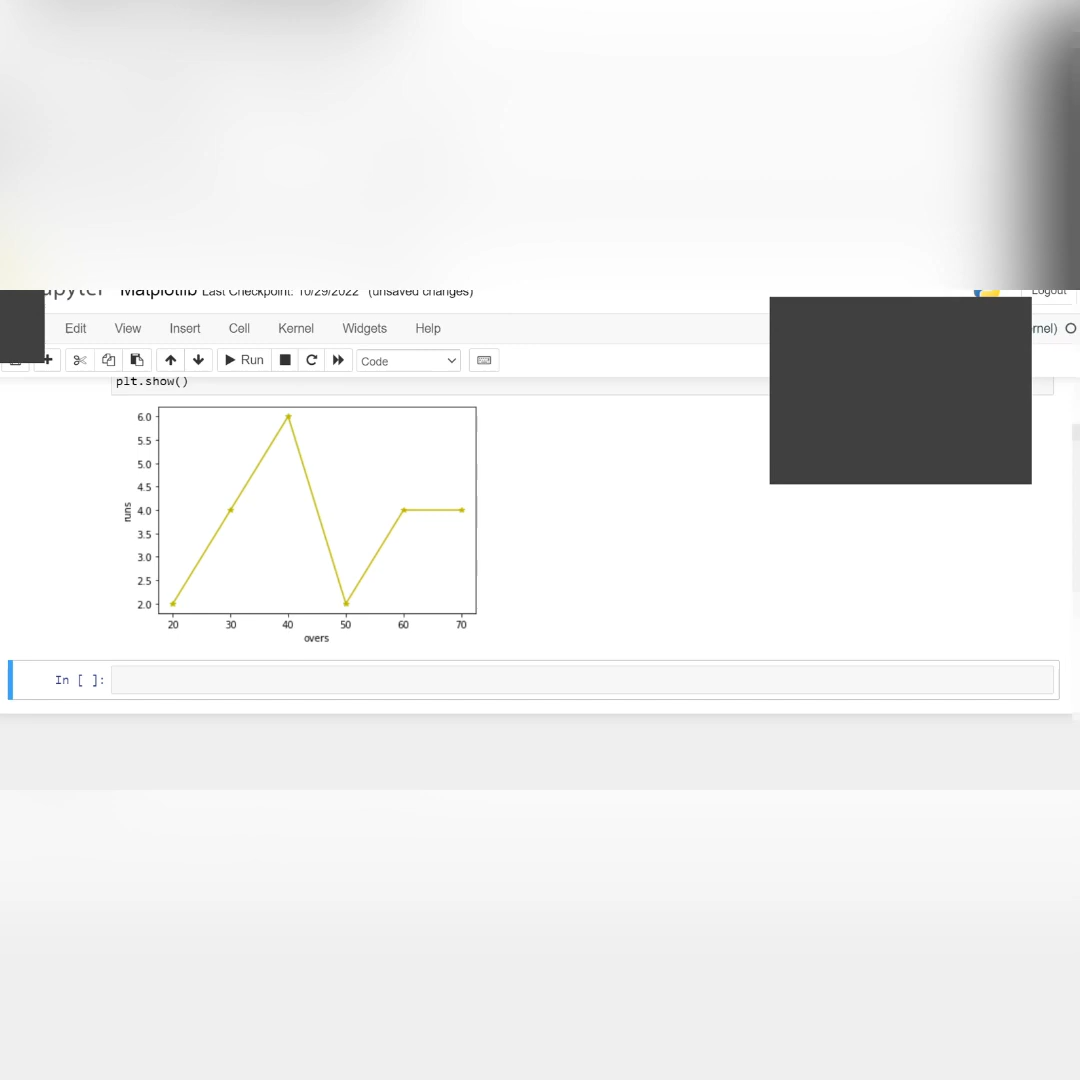 Matplotlib Last Checkpoint: 10/29/2022 (unsaved changes)
Logout
Edit View Insert Cell Kernel Widgets Help
Run
Code
plt.show()
6.0
5.5
5.0
4.5
4.0
3.5
3.0
2.5
2.0
runs
20 30 40 50 60 70
overs
In [ ]: